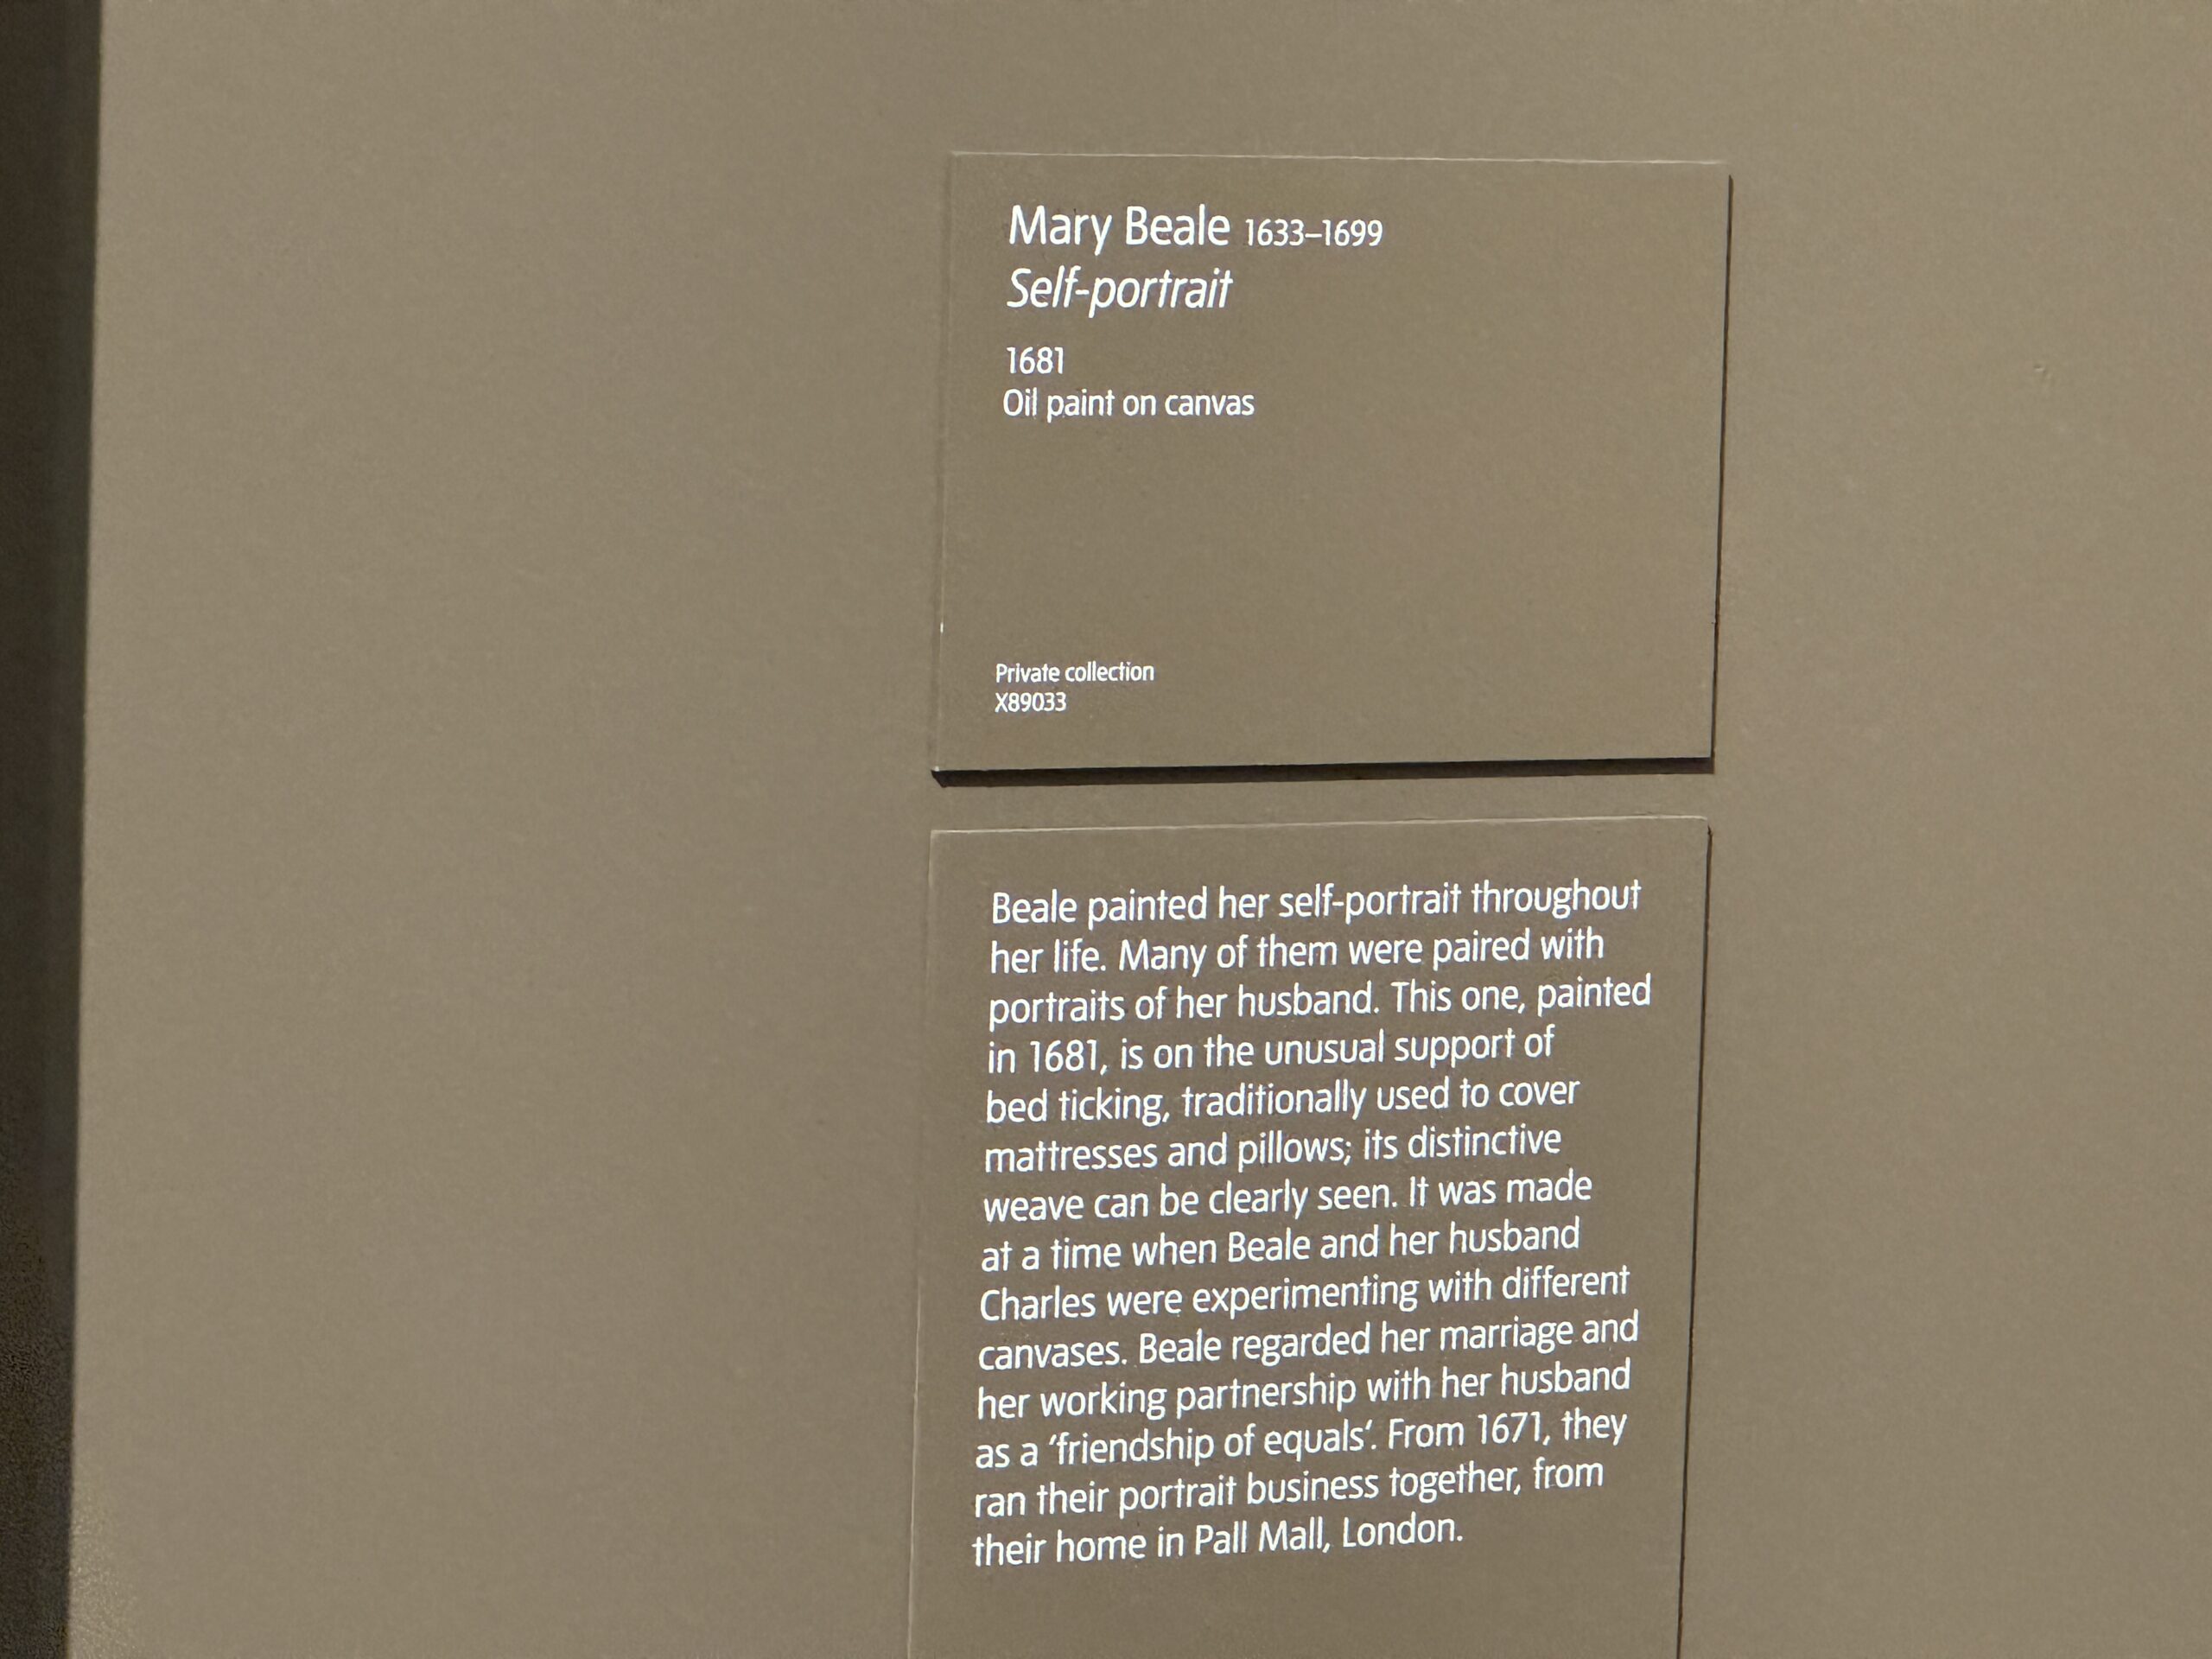 Mary Beale 1633–1699
Self-portrait
1681
Oil paint on canvas
Private collection
X89033
Beale painted her self-portrait throughout
her life. Many of them were paired with
portraits of her husband. This one, painted
in 1681, is on the unusual support of
bed ticking, traditionally used to cover
mattresses and pillows; its distinctive
weave can be clearly seen. It was made
at a time when Beale and her husband
Charles were experimenting with different
canvases. Beale regarded her marriage and
her working partnership with her husband
as a ‘friendship of equals‘. From 1671, they
ran their portrait business together, from
their home in Pall Mall, London.